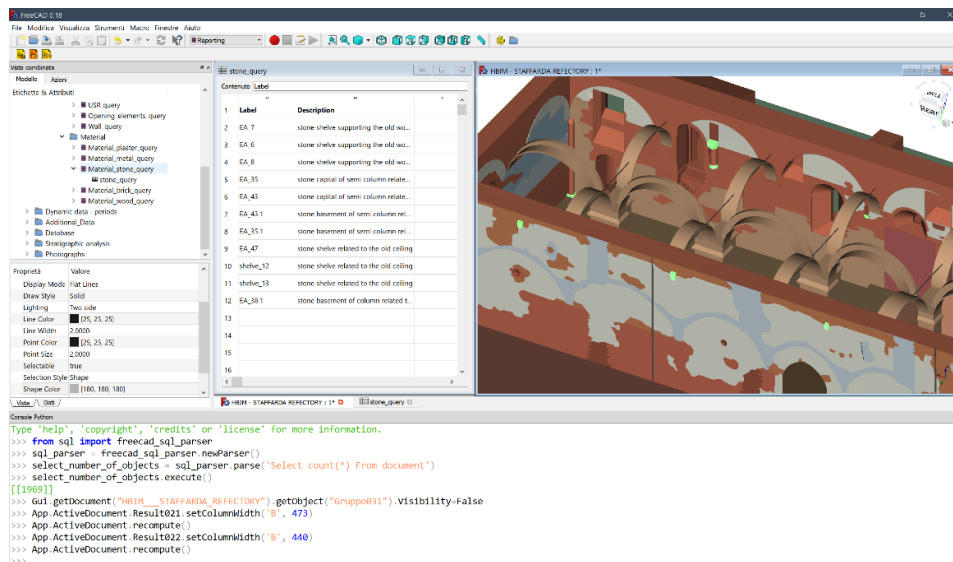 FreeCAD 0.18
File Modifica Visualizza Strumenti Macro Finestre Aiuto
Reporting
Vista combinata
Modello Azioni
Etichette & Attributi
USR query
Opening_elements_query
Wall_query
Material
Material_plaster_query
Material_metal_query
Material_stone_query
stone_query
Material_brick_query
Material_wood_query
Dynamic data - periods
Additional_Data
Database
Stratigraphic analysis
Photographs
Proprietà Valore
Display Mode Flat Lines
Draw Style Solid
Lighting Two side
Line Color [25, 25, 25]
Line Width 2,0000
Point Color [25, 25, 25]
Point Size 2,0000
Selectable true
Selection Style Shape
Shape Color [180, 180, 180]
Vista Dati
stone_query
Contenuto Label
1 Label Description
2 EA_7 stone shelve supporting the old wo...
3 EA_6 stone shelve supporting the old wo...
4 EA_8 stone shelve supporting the old wo...
5 EA_35 stone capital of semi column relate...
6 EA_43 stone capital of semi column relate...
7 EA_43.1 stone basement of semi column rel...
8 EA_35.1 stone basement of semi column rel...
9 EA_47 stone shelve related to the old ceiling
10 shelve_12 stone shelve related to the old ceiling
11 shelve_13 stone shelve related to the old ceiling
12 EA_38.1 stone basement of column related t...
13
14
15
16
HBIM - STAFFARDA REFECTORY : 1*
Rear
HBIM - STAFFARDA REFECTORY : 1* stone_query
Console Python
Type 'help', 'copyright', 'credits' or 'license' for more information.
>>> from sql import freecad_sql_parser
>>> sql_parser = freecad_sql_parser.newParser()
>>> select_number_of_objects = sql_parser.parse('Select count(*) From document')
>>> select_number_of_objects.execute()
[[1969]]
>>> Gui.getDocument("HBIM___STAFFARDA_REFECTORY").getObject("Gruppo031").Visibility=False
>>> App.ActiveDocument.Result021.setColumnWidth('B', 473)
>>> App.ActiveDocument.recompute()
>>> App.ActiveDocument.Result022.setColumnWidth('B', 440)
>>> App.ActiveDocument.recompute()
>>>